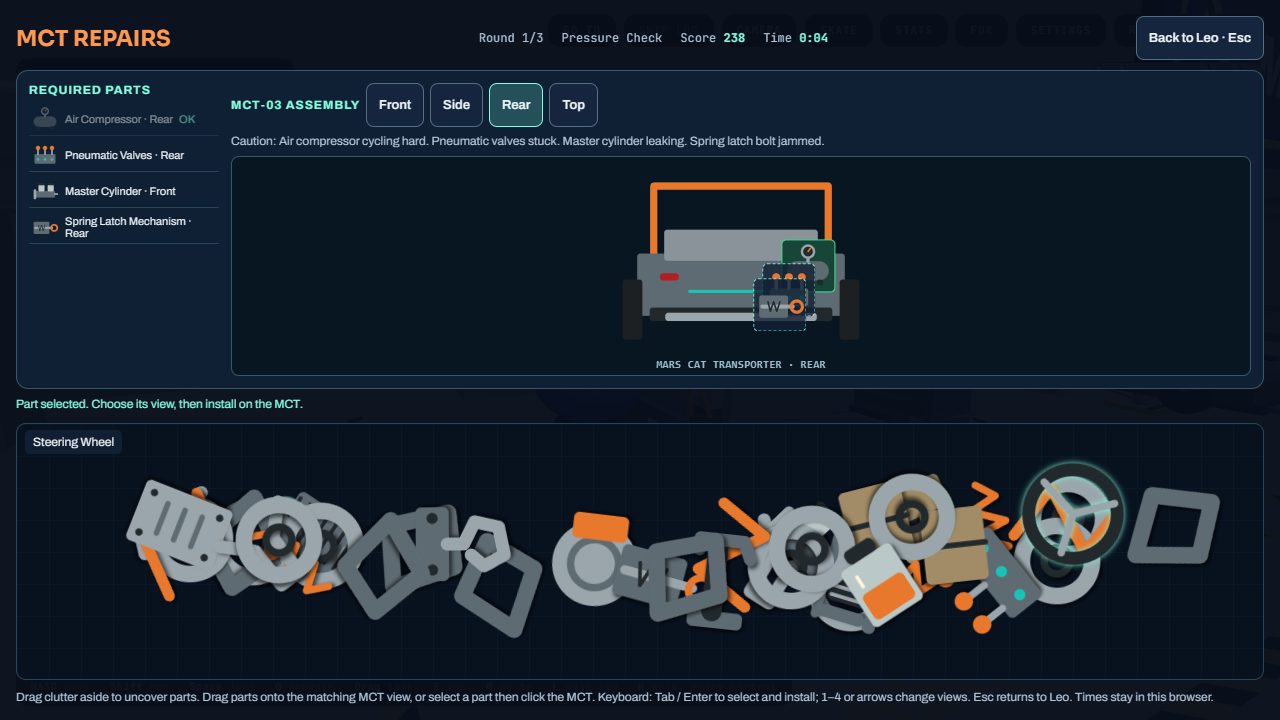 MCT REPAIRS
Round 1/3 Pressure Check Score 238 Time 0:04
STATS
SETTINGS
Back to Leo · Esc
REQUIRED PARTS
Air Compressor · Rear OK
Pneumatic Valves · Rear
Master Cylinder · Front
Spring Latch Mechanism ·
Rear
MCT-03 ASSEMBLY Front Side Rear Top
Caution: Air compressor cycling hard. Pneumatic valves stuck. Master cylinder leaking. Spring latch bolt jammed.
W
MARS CAT TRANSPORTER · REAR
Part selected. Choose its view, then install on the MCT.
Steering Wheel
Drag clutter aside to uncover parts. Drag parts onto the matching MCT view, or select a part then click the MCT. Keyboard: Tab / Enter to select and install; 1–4 or arrows change views. Esc returns to Leo. Times stay in this browser.